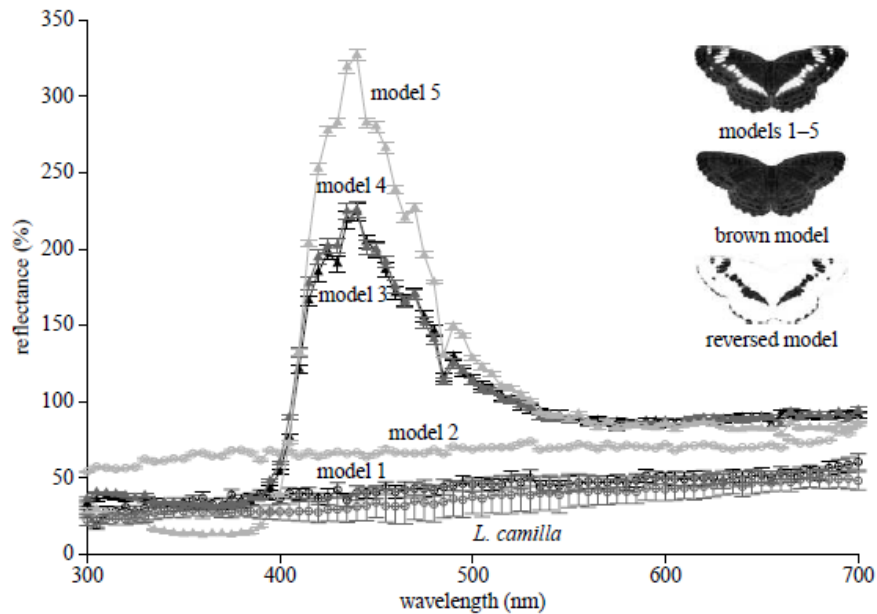 350
300
250
200
150
100
50
0
reflectance (%)
300
400
500
600
700
wavelength (nm)
model 5
model 4
model 3
model 2
model 1
L. camilla
models 1–5
brown model
reversed model